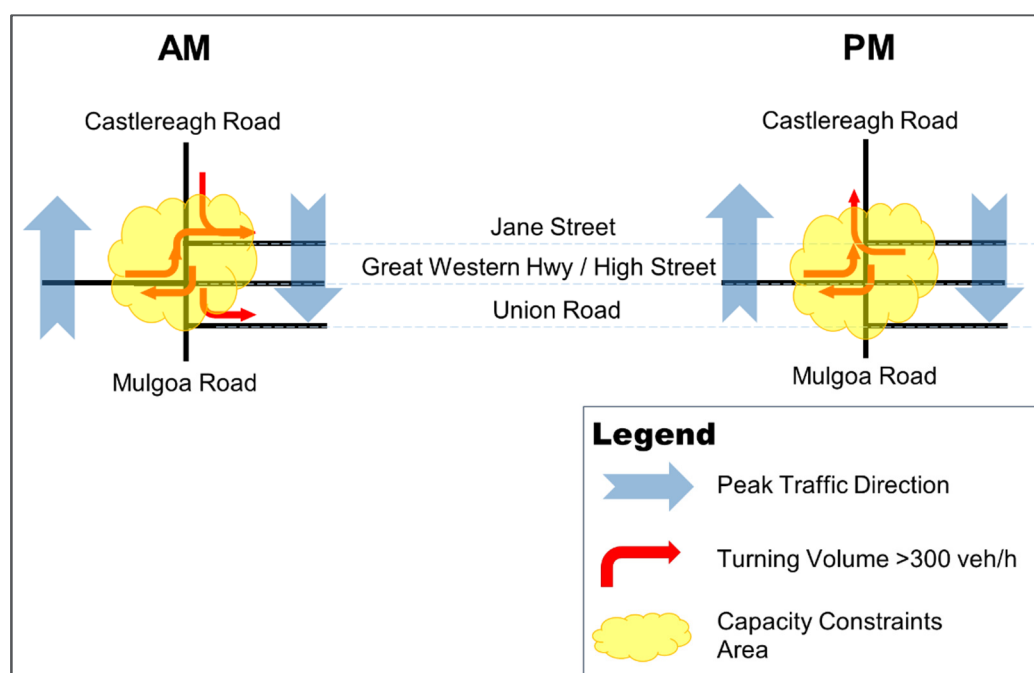 AM
PM
Castlereagh Road
Castlereagh Road
Jane Street
Great Western Hwy / High Street
Union Road
Mulgoa Road
Mulgoa Road
Legend
Peak Traffic Direction
Turning Volume >300 veh/h
Capacity Constraints
Area